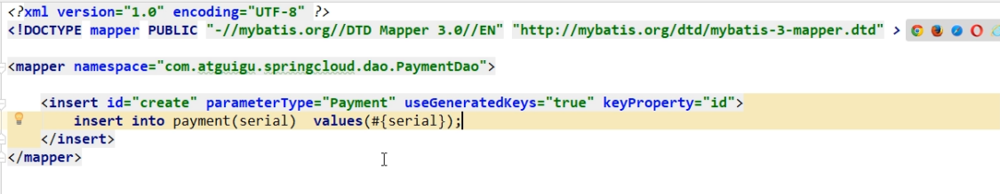 <?xml version="1.0" encoding="UTF-8" ?>
<!DOCTYPE mapper PUBLIC "-//mybatis.org//DTD Mapper 3.0//EN" "http://mybatis.org/dtd/mybatis-3-mapper.dtd" >
<mapper namespace="com.atguigu.springcloud.dao.PaymentDao">
<insert id="create" parameterType="Payment" useGeneratedKeys="true" keyProperty="id">
insert into payment(serial)  values(#{serial});
</insert>
</mapper>